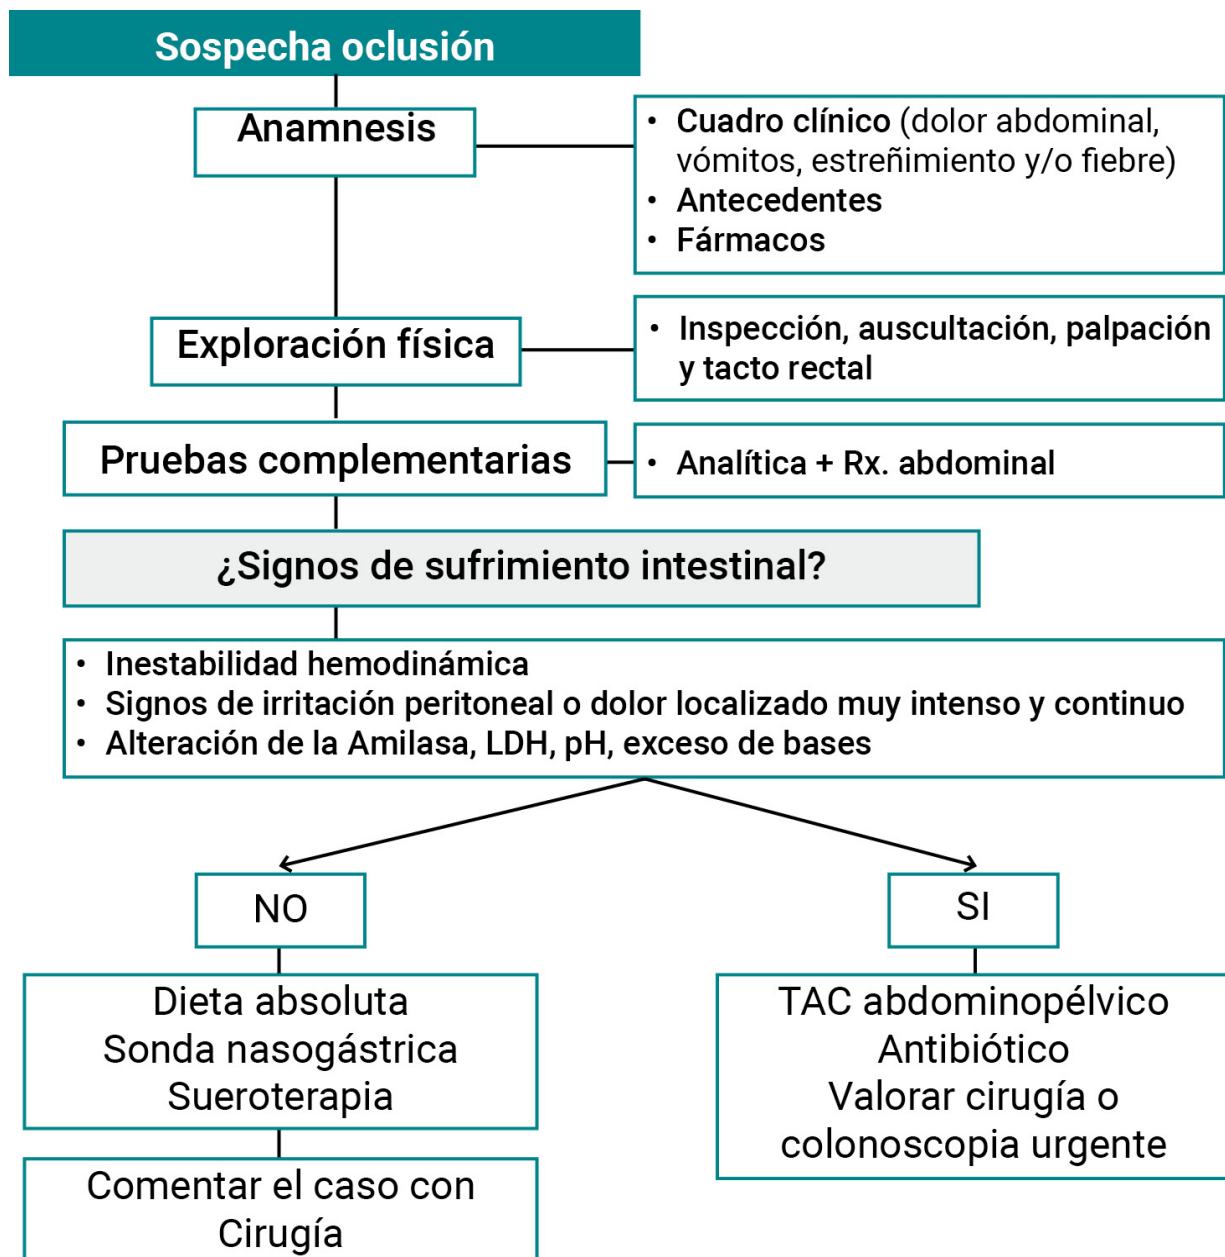 Sospecha oclusión
Anamnesis
• Cuadro clínico (dolor abdominal,
vómitos, estreñimiento y/o fiebre)
• Antecedentes
• Fármacos
Exploración física
• Inspección, auscultación, palpación
y tacto rectal
Pruebas complementarias
• Analítica + Rx. abdominal
¿Signos de sufrimiento intestinal?
• Inestabilidad hemodinámica
• Signos de irritación peritoneal o dolor localizado muy intenso y continuo
• Alteración de la Amilasa, LDH, pH, exceso de bases
NO
Dieta absoluta
Sonda nasogástrica
Sueroterapia
Comentar el caso con
Cirugía
SI
TAC abdominopélvico
Antibiótico
Valorar cirugía o
colonoscopia urgente